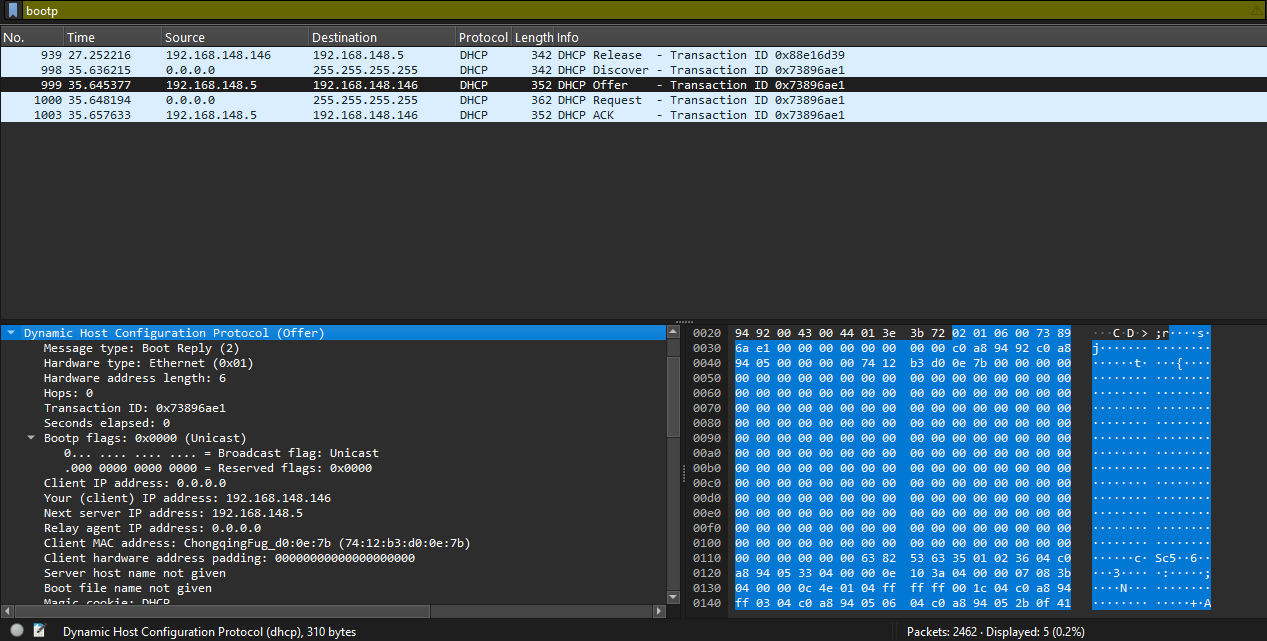 bootp
No. Time Source Destination Protocol Length Info
939 27.252216 192.168.148.146 192.168.148.5 DHCP 342 DHCP Release - Transaction ID 0x88e16d39
998 35.636215 0.0.0.0 255.255.255.255 DHCP 342 DHCP Discover - Transaction ID 0x73896ae1
999 35.645377 192.168.148.5 192.168.148.146 DHCP 352 DHCP Offer - Transaction ID 0x73896ae1
1000 35.648194 0.0.0.0 255.255.255.255 DHCP 362 DHCP Request - Transaction ID 0x73896ae1
1003 35.657633 192.168.148.5 192.168.148.146 DHCP 352 DHCP ACK - Transaction ID 0x73896ae1
Dynamic Host Configuration Protocol (Offer)
Message type: Boot Reply (2)
Hardware type: Ethernet (0x01)
Hardware address length: 6
Hops: 0
Transaction ID: 0x73896ae1
Seconds elapsed: 0
Bootp flags: 0x0000 (Unicast)
0... .... .... .... = Broadcast flag: Unicast
.000 0000 0000 0000 = Reserved flags: 0x0000
Client IP address: 0.0.0.0
Your (client) IP address: 192.168.148.146
Next server IP address: 192.168.148.5
Relay agent IP address: 0.0.0.0
Client MAC address: ChongqingFug_d0:0e:7b (74:12:b3:d0:0e:7b)
Client hardware address padding: 00000000000000000000
Server host name not given
Boot file name not given
Magic cookie: DHCP
0020 94 92 00 43 00 44 01 3e 3b 72 02 01 06 00 73 89 ···C·D·> ;r····s·
0030 6a e1 00 00 00 00 00 00 00 00 c0 a8 94 92 c0 a8 j······· ········
0040 94 05 00 00 00 00 74 12 b3 d0 0e 7b 00 00 00 00 ······t· ···{····
0050 00 00 00 00 00 00 00 00 00 00 00 00 00 00 00 00 ········ ········
0060 00 00 00 00 00 00 00 00 00 00 00 00 00 00 00 00 ········ ········
0070 00 00 00 00 00 00 00 00 00 00 00 00 00 00 00 00 ········ ········
0080 00 00 00 00 00 00 00 00 00 00 00 00 00 00 00 00 ········ ········
0090 00 00 00 00 00 00 00 00 00 00 00 00 00 00 00 00 ········ ········
00a0 00 00 00 00 00 00 00 00 00 00 00 00 00 00 00 00 ········ ········
00b0 00 00 00 00 00 00 00 00 00 00 00 00 00 00 00 00 ········ ········
00c0 00 00 00 00 00 00 00 00 00 00 00 00 00 00 00 00 ········ ········
00d0 00 00 00 00 00 00 00 00 00 00 00 00 00 00 00 00 ········ ········
00e0 00 00 00 00 00 00 00 00 00 00 00 00 00 00 00 00 ········ ········
00f0 00 00 00 00 00 00 00 00 00 00 00 00 00 00 00 00 ········ ········
0100 00 00 00 00 00 00 00 00 00 00 00 00 00 00 00 00 ········ ········
0110 00 00 00 00 00 00 63 82 53 63 35 01 02 36 04 c0 ······c· Sc5··6··
0120 a8 94 05 33 04 00 00 0e 10 3a 04 00 00 07 08 3b ···3···· ·:·····;
0130 04 00 00 0c 4e 01 04 ff ff ff 00 1c 04 c0 a8 94 ····N··· ········
0140 ff 03 04 c0 a8 94 05 06 04 c0 a8 94 05 2b 0f 41 ········ ·····+·A
Dynamic Host Configuration Protocol (dhcp), 310 bytes
Packets: 2462 · Displayed: 5 (0.2%)